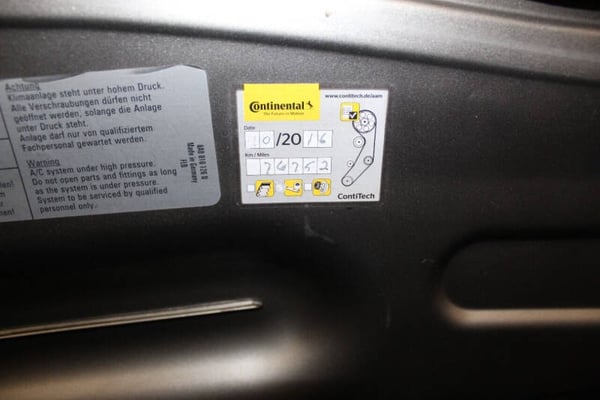 Achtung
Klimaanlage steht unter hohem Druck.
Alle Verschraubungen dürfen nicht
geöffnet werden, solange die Anlage
unter Druck steht.
Anlage darf nur von qualifiziertem
Fachpersonal gewartet werden.
Warning
A/C system under high pressure.
Do not open parts and fittings as long
as the system is under pressure.
System to be serviced by qualified
personnel only.
Made in Germany
Continental
The Future in Motion
www.contitech.de/aam
Date
10/20 16
Km / Miles
76752
ContiTech